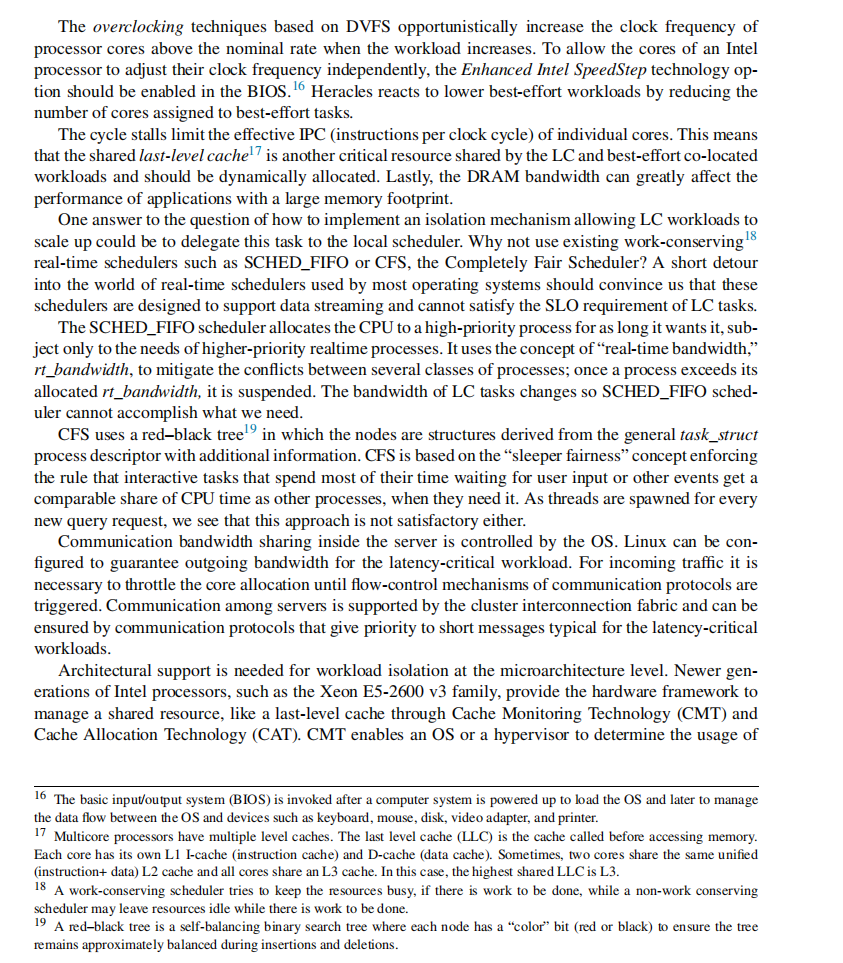 The overclocking techniques based on DVFS opportunistically increase the clock frequency of
processor cores above the nominal rate when the workload increases. To allow the cores of an Intel
processor to adjust their clock frequency independently, the Enhanced Intel SpeedStep technology op-
tion should be enabled in the BIOS.16 Heracles reacts to lower best-effort workloads by reducing the
number of cores assigned to best-effort tasks.
The cycle stalls limit the effective IPC (instructions per clock cycle) of individual cores. This means
that the shared last-level cache17 is another critical resource shared by the LC and best-effort co-located
workloads and should be dynamically allocated. Lastly, the DRAM bandwidth can greatly affect the
performance of applications with a large memory footprint.
One answer to the question of how to implement an isolation mechanism allowing LC workloads to
scale up could be to delegate this task to the local scheduler. Why not use existing work-conserving18
real-time schedulers such as SCHED_FIFO or CFS, the Completely Fair Scheduler? A short detour
into the world of real-time schedulers used by most operating systems should convince us that these
schedulers are designed to support data streaming and cannot satisfy the SLO requirement of LC tasks.
The SCHED_FIFO scheduler allocates the CPU to a high-priority process for as long it wants it, sub-
ject only to the needs of higher-priority realtime processes. It uses the concept of “real-time bandwidth,”
rt_bandwidth, to mitigate the conflicts between several classes of processes; once a process exceeds its
allocated rt_bandwidth, it is suspended. The bandwidth of LC tasks changes so SCHED_FIFO sched-
uler cannot accomplish what we need.
CFS uses a red–black tree19 in which the nodes are structures derived from the general task_struct
process descriptor with additional information. CFS is based on the “sleeper fairness” concept enforcing
the rule that interactive tasks that spend most of their time waiting for user input or other events get a
comparable share of CPU time as other processes, when they need it. As threads are spawned for every
new query request, we see that this approach is not satisfactory either.
Communication bandwidth sharing inside the server is controlled by the OS. Linux can be con-
figured to guarantee outgoing bandwidth for the latency-critical workload. For incoming traffic it is
necessary to throttle the core allocation until flow-control mechanisms of communication protocols are
triggered. Communication among servers is supported by the cluster interconnection fabric and can be
ensured by communication protocols that give priority to short messages typical for the latency-critical
workloads.
Architectural support is needed for workload isolation at the microarchitecture level. Newer gen-
erations of Intel processors, such as the Xeon E5-2600 v3 family, provide the hardware framework to
manage a shared resource, like a last-level cache through Cache Monitoring Technology (CMT) and
Cache Allocation Technology (CAT). CMT enables an OS or a hypervisor to determine the usage of
16 The basic input/output system (BIOS) is invoked after a computer system is powered up to load the OS and later to manage
the data flow between the OS and devices such as keyboard, mouse, disk, video adapter, and printer.
17 Multicore processors have multiple level caches. The last level cache (LLC) is the cache called before accessing memory.
Each core has its own L1 I-cache (instruction cache) and D-cache (data cache). Sometimes, two cores share the same unified
(instruction+ data) L2 cache and all cores share an L3 cache. In this case, the highest shared LLC is L3.
18 A work-conserving scheduler tries to keep the resources busy, if there is work to be done, while a non-work conserving
scheduler may leave resources idle while there is work to be done.
19 A red–black tree is a self-balancing binary search tree where each node has a “color” bit (red or black) to ensure the tree
remains approximately balanced during insertions and deletions.